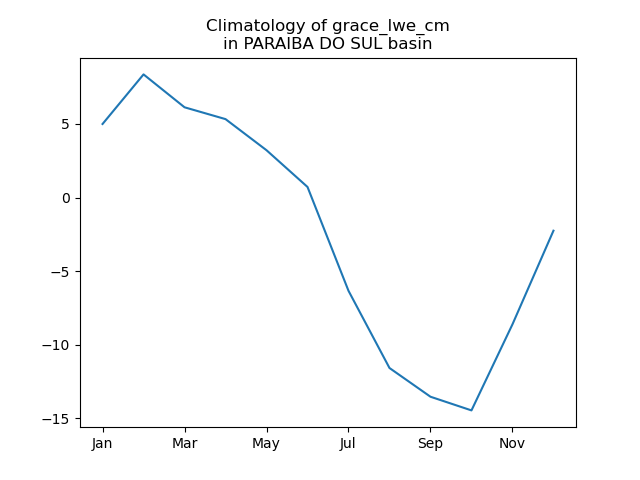 Climatology of grace_lwe_cm
in PARAIBA DO SUL basin
5
0
−5
−10
−15
Jan Mar May Jul Sep Nov